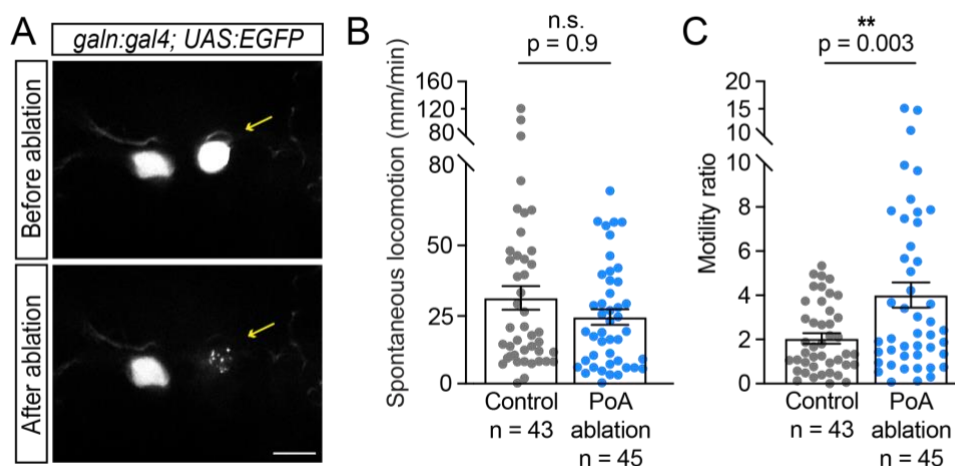 A
galn:gal4; UAS:EGFP
Before ablation
After ablation
B
n.s.
p = 0.9
Spontaneous locomotion (mm/min)
160
120
80
80
50
25
0
Control
n = 43
PoA
ablation
n = 45
C
**
p = 0.003
Motility ratio
20
15
10
10
8
6
4
2
0
Control
n = 43
PoA
ablation
n = 45